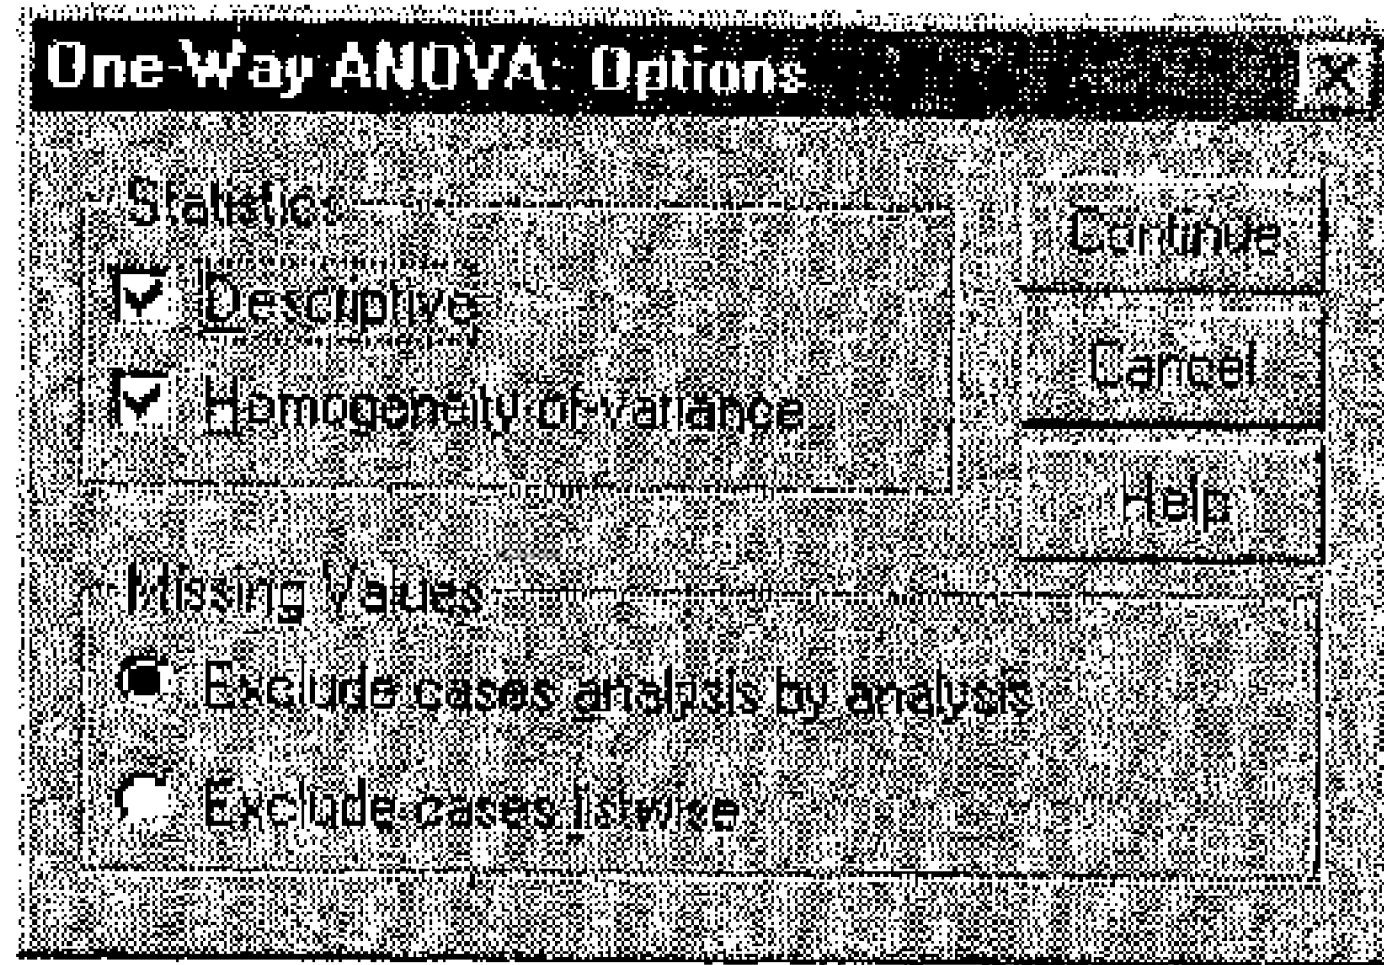 One-Way ANOVA: Options
Statistics
Descriptive
Homogeneity-of-variance
Missing Values
Exclude cases analysis by analysis
Exclude cases listwise
Continue
Cancel
Help